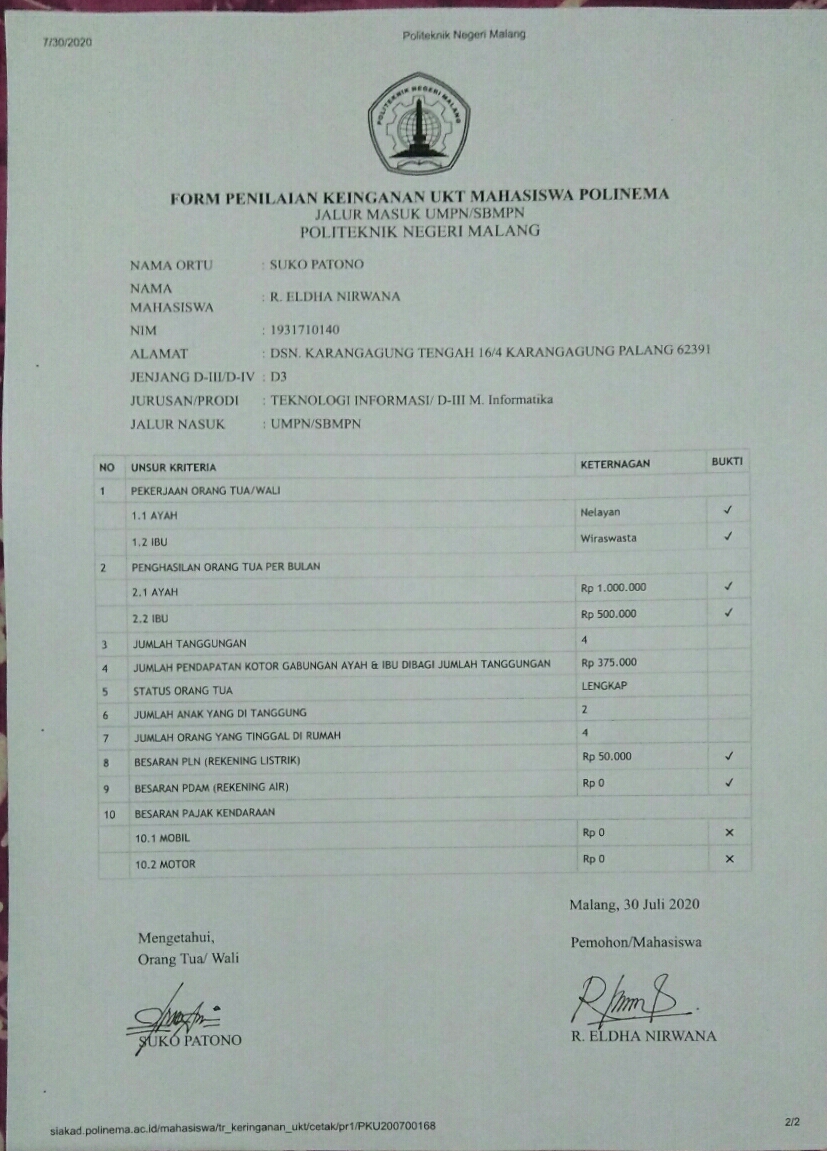 7/30/2020 Politeknik Negeri Malang
POLITEKNIK NEGERI MALANG
FORM PENILAIAN KEINGANAN UKT MAHASISWA POLINEMA
JALUR MASUK UMPN/SBMPN
POLITEKNIK NEGERI MALANG
NAMA ORTU : SUKO PATONO
NAMA
MAHASISWA : R. ELDHA NIRWANA
NIM : 1931710140
ALAMAT : DSN. KARANGAGUNG TENGAH 16/4 KARANGAGUNG PALANG 62391
JENJANG D-III/D-IV : D3
JURUSAN/PRODI : TEKNOLOGI INFORMASI/ D-III M. Informatika
JALUR NASUK : UMPN/SBMPN
NO UNSUR KRITERIA KETERNAGAN BUKTI
1 PEKERJAAN ORANG TUA/WALI
1.1 AYAH Nelayan ✓
1.2 IBU Wiraswasta ✓
2 PENGHASILAN ORANG TUA PER BULAN
2.1 AYAH Rp 1.000.000 ✓
2.2 IBU Rp 500.000 ✓
3 JUMLAH TANGGUNGAN 4
4 JUMLAH PENDAPATAN KOTOR GABUNGAN AYAH & IBU DIBAGI JUMLAH TANGGUNGAN Rp 375.000
5 STATUS ORANG TUA LENGKAP
6 JUMLAH ANAK YANG DI TANGGUNG 2
7 JUMLAH ORANG YANG TINGGAL DI RUMAH 4
8 BESARAN PLN (REKENING LISTRIK) Rp 50.000 ✓
9 BESARAN PDAM (REKENING AIR) Rp 0 ✓
10 BESARAN PAJAK KENDARAAN
10.1 MOBIL Rp 0 ×
10.2 MOTOR Rp 0 ×
Malang, 30 Juli 2020
Mengetahui,
Orang Tua/ Wali
Pemohon/Mahasiswa
SUKO PATONO
R. ELDHA NIRWANA
siakad.polinema.ac.id/mahasiswa/tr_keringanan_ukt/cetak/pr1/PKU200700168 2/2